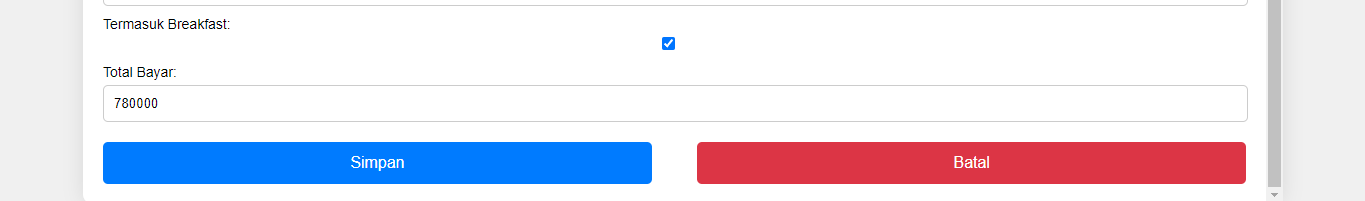 Termasuk Breakfast:
Total Bayar:
780000
Simpan
Batal